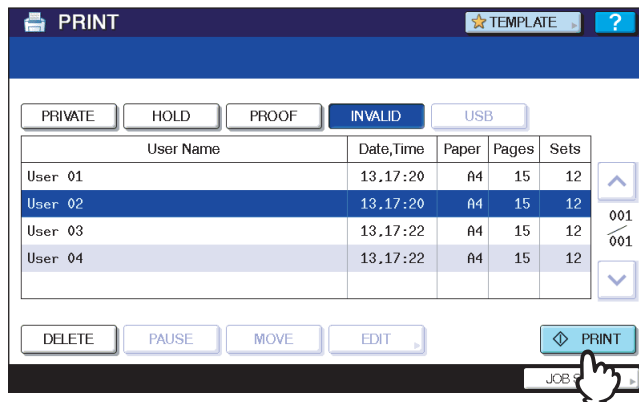 PRINT TEMPLATE ?
PRIVATE HOLD PROOF INVALID USB
User Name Date,Time Paper Pages Sets
User 01 13,17:20 A4 15 12
User 02 13,17:20 A4 15 12
001
User 03 13,17:22 A4 15 12
001
User 04 13,17:22 A4 15 12
DELETE PAUSE MOVE EDIT PRINT
JOB